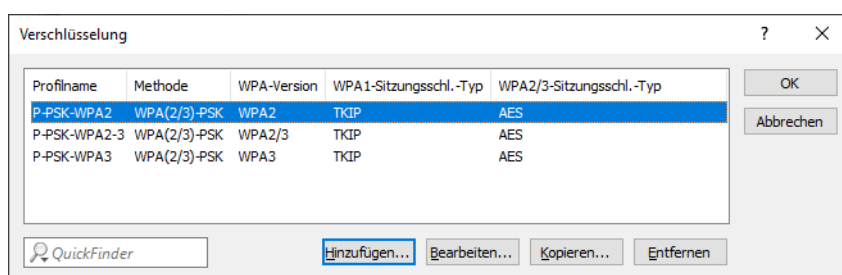 Verschlüsselung ?
Profilname Methode WPA-Version WPA1-Sitzungsschl.-Typ WPA2/3-Sitzungsschl.-Typ OK
P-PSK-WPA2 WPA(2/3)-PSK WPA2 TKIP AES
Abbrechen
P-PSK-WPA2-3 WPA(2/3)-PSK WPA2/3 TKIP AES
P-PSK-WPA3 WPA(2/3)-PSK WPA3 TKIP AES
QuickFinder Hinzufügen... Bearbeiten... Kopieren... Entfernen